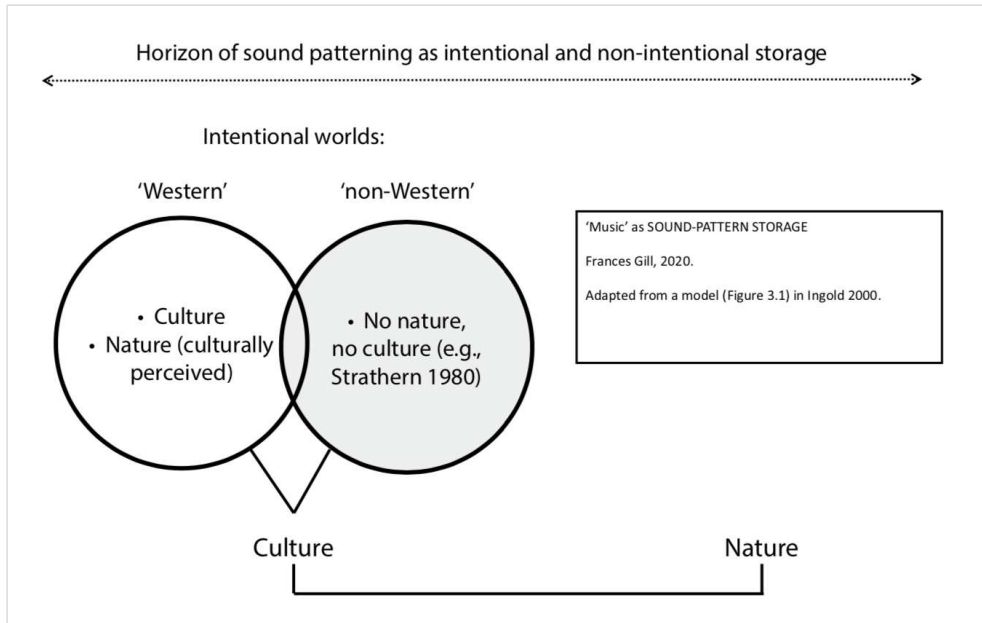 Horizon of sound patterning as intentional and non-intentional storage
Intentional worlds:
‘Western’
‘non-Western’
• Culture
• Nature (culturally
perceived)
• No nature,
no culture (e.g.,
Strathern 1980)
‘Music’ as SOUND-PATTERN STORAGE
Frances Gill, 2020.
Adapted from a model (Figure 3.1) in Ingold 2000.
Culture
Nature